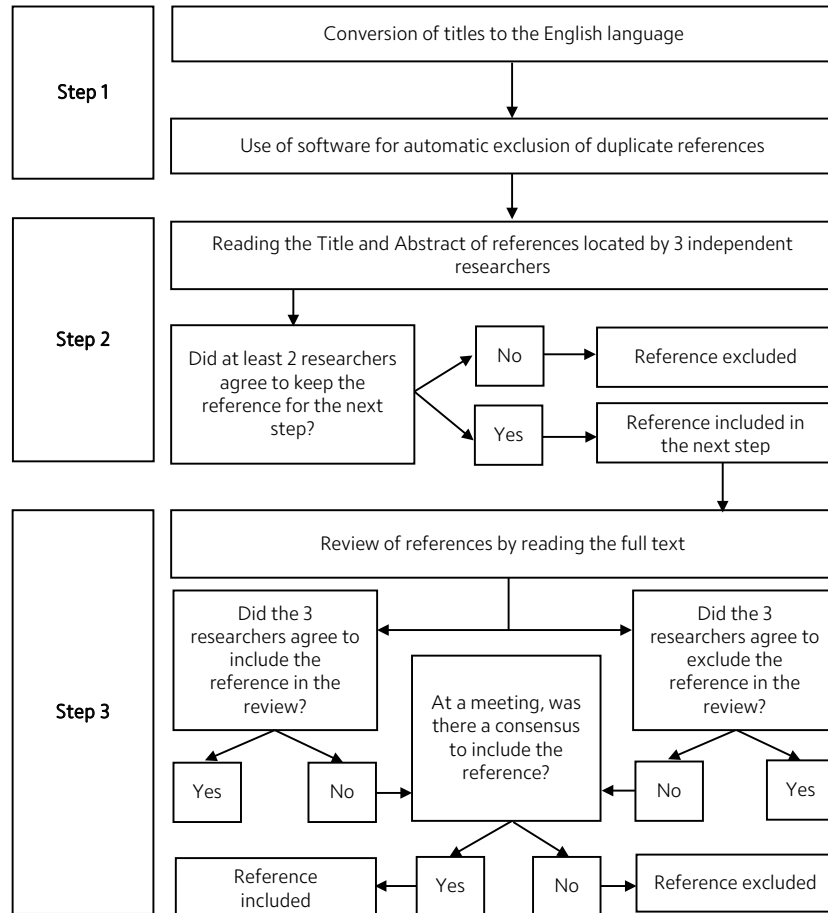 Step 1
Conversion of titles to the English language
Use of software for automatic exclusion of duplicate references
Step 2
Reading the Title and Abstract of references located by 3 independent
researchers
Did at least 2 researchers
agree to keep the
reference for the next
step?
No
Reference excluded
Yes
Reference included in
the next step
Step 3
Review of references by reading the full text
Did the 3
researchers agree to
include the
reference in the
review?
Did the 3
researchers agree to
exclude the
reference in the
review?
At a meeting, was
there a consensus
to include the
reference?
Yes
No
No
Yes
Reference
included
Yes
No
Reference excluded